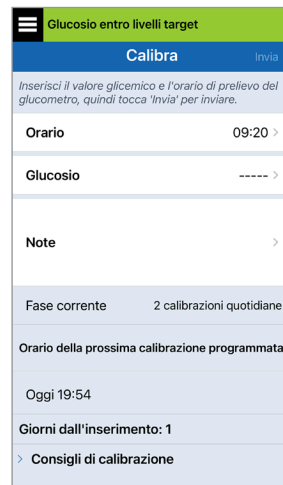 Glucosio entro livelli target
Calibra
Invia
Inserisci il valore glicemico e l'orario di prelievo del
glucometro, quindi tocca 'Invia' per inviare.
Orario 09:20 >
Glucosio ----- >
Note >
Fase corrente 2 calibrazioni quotidiane
Orario della prossima calibrazione programmata
Oggi 19:54
Giorni dall'inserimento: 1
> Consigli di calibrazione